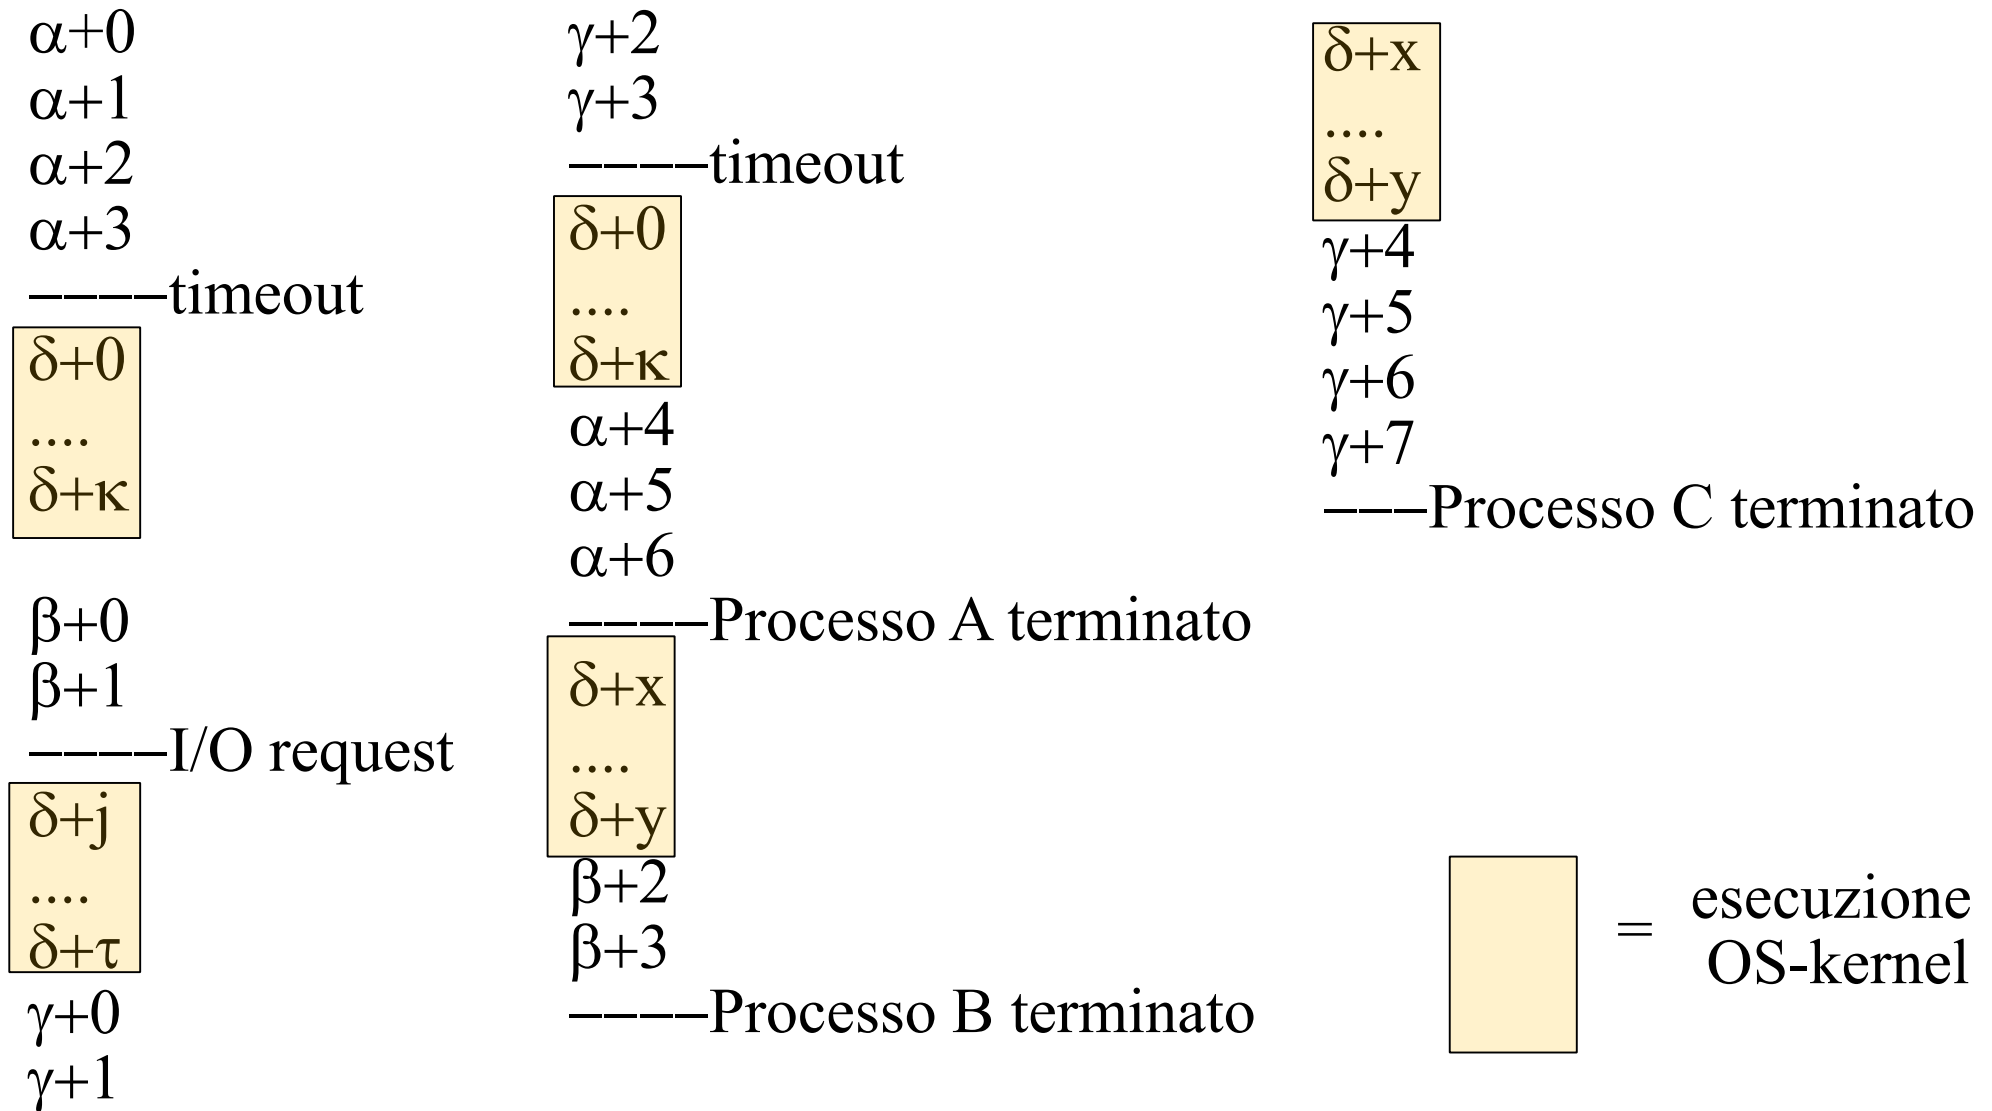 α+0
α+1
α+2
α+3
––––timeout
δ+0
....
δ+κ
β+0
β+1
––––I/O request
δ+j
....
δ+τ
γ+0
γ+1
γ+2
γ+3
––––timeout
δ+0
....
δ+κ
α+4
α+5
α+6
––––Processo A terminato
δ+x
....
δ+y
β+2
β+3
––––Processo B terminato
δ+x
....
δ+y
γ+4
γ+5
γ+6
γ+7
–––Processo C terminato
= esecuzione
OS-kernel